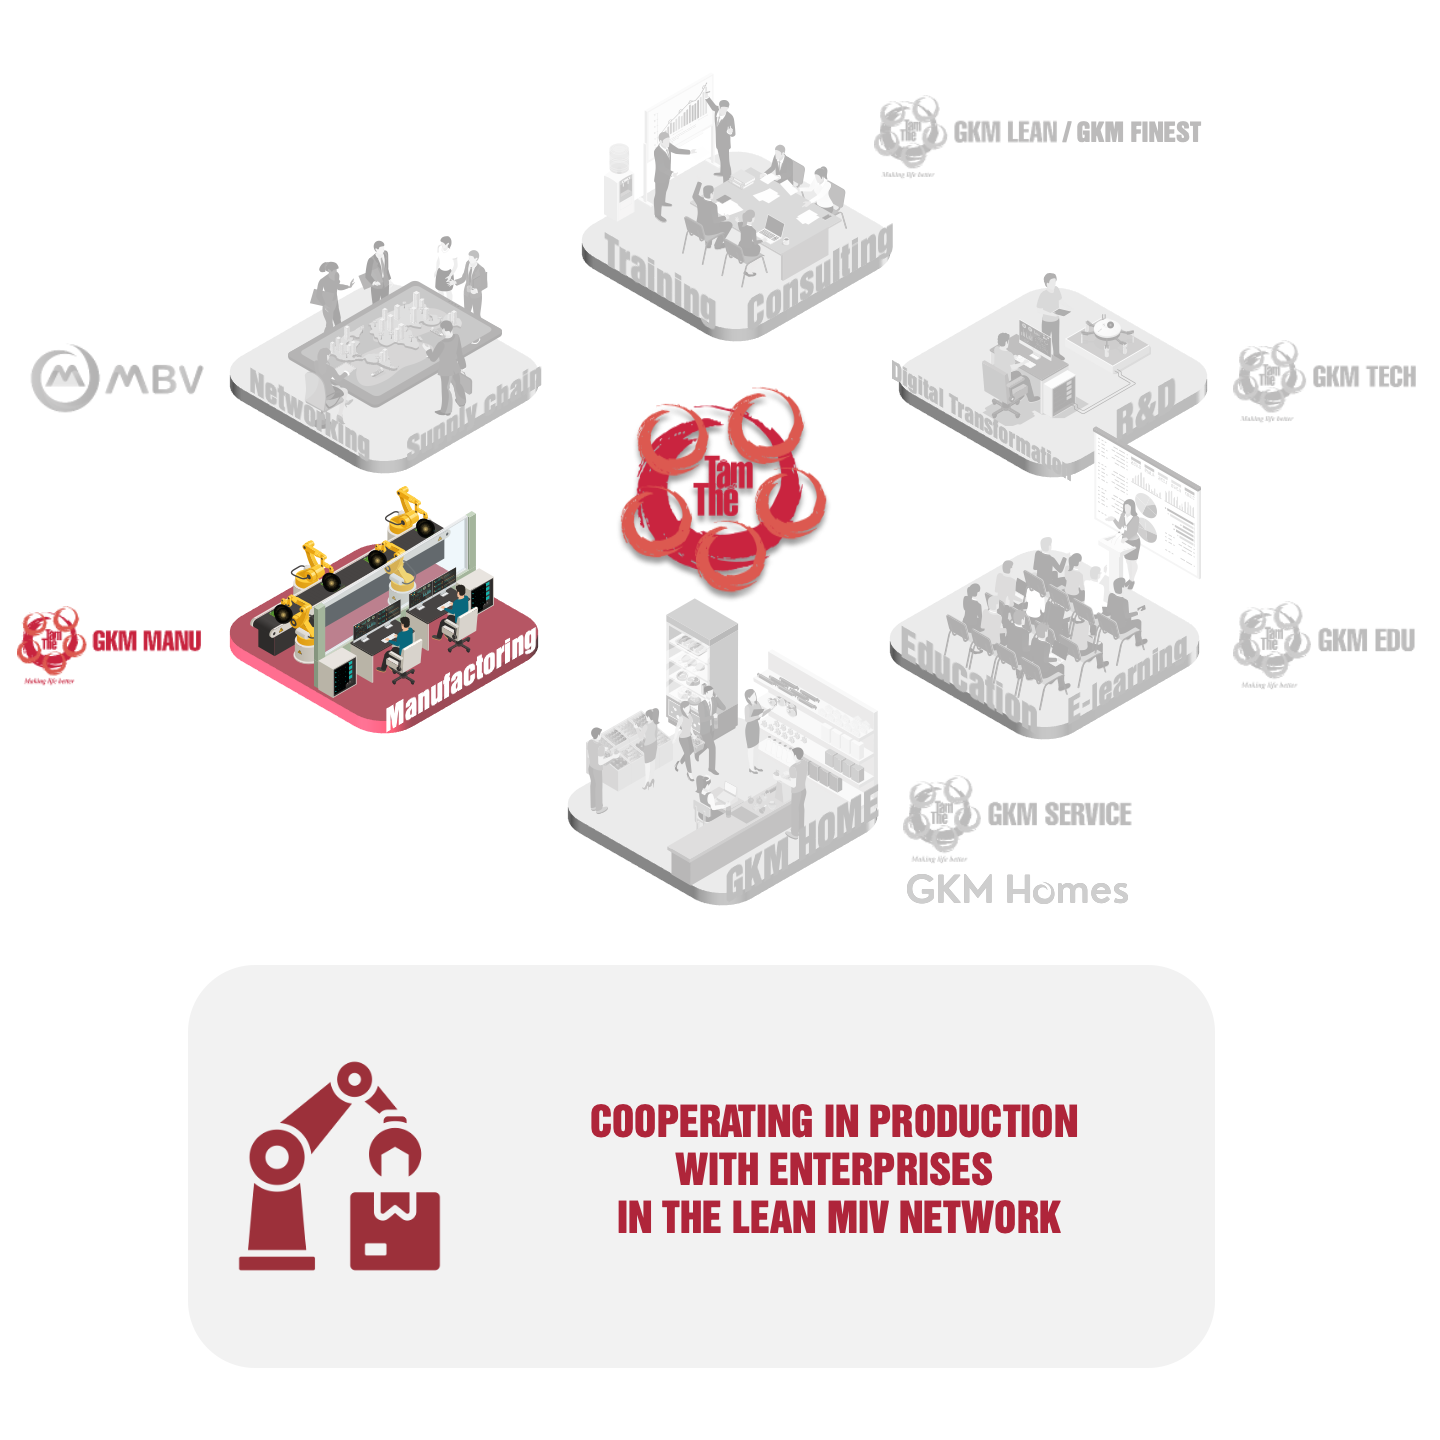 Tam
The
Making life better
GKM LEAN / GKM FINEST
Training
Consulting
MBV
Networking
Supply chain
Digital Transformation
R&D
Tam
The
Making life better
GKM TECH
Tam
The
Tam
The
Making life better
GKM MANU
Manufactoring
Education
E-learning
Tam
The
Making life better
GKM EDU
GKM HOME
Tam
The
Making life better
GKM SERVICE
GKM Homes
COOPERATING IN PRODUCTION
WITH ENTERPRISES
IN THE LEAN MIV NETWORK